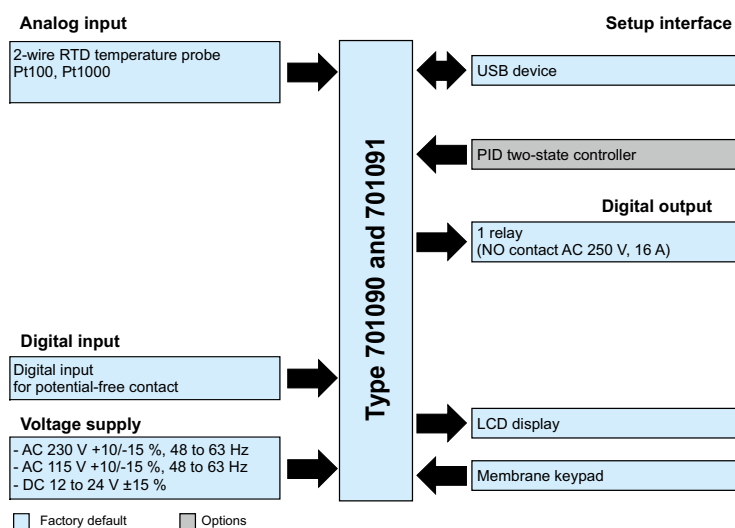 Analog input
2-wire RTD temperature probe
Pt100, Pt1000
Digital input
Digital input
for potential-free contact
Voltage supply
- AC 230 V +10/-15 %, 48 to 63 Hz
- AC 115 V +10/-15 %, 48 to 63 Hz
- DC 12 to 24 V ±15 %
Type 701090 and 701091
Setup interface
USB device
PID two-state controller
Digital output
1 relay
(NO contact AC 250 V, 16 A)
LCD display
Membrane keypad
Factory default
Options